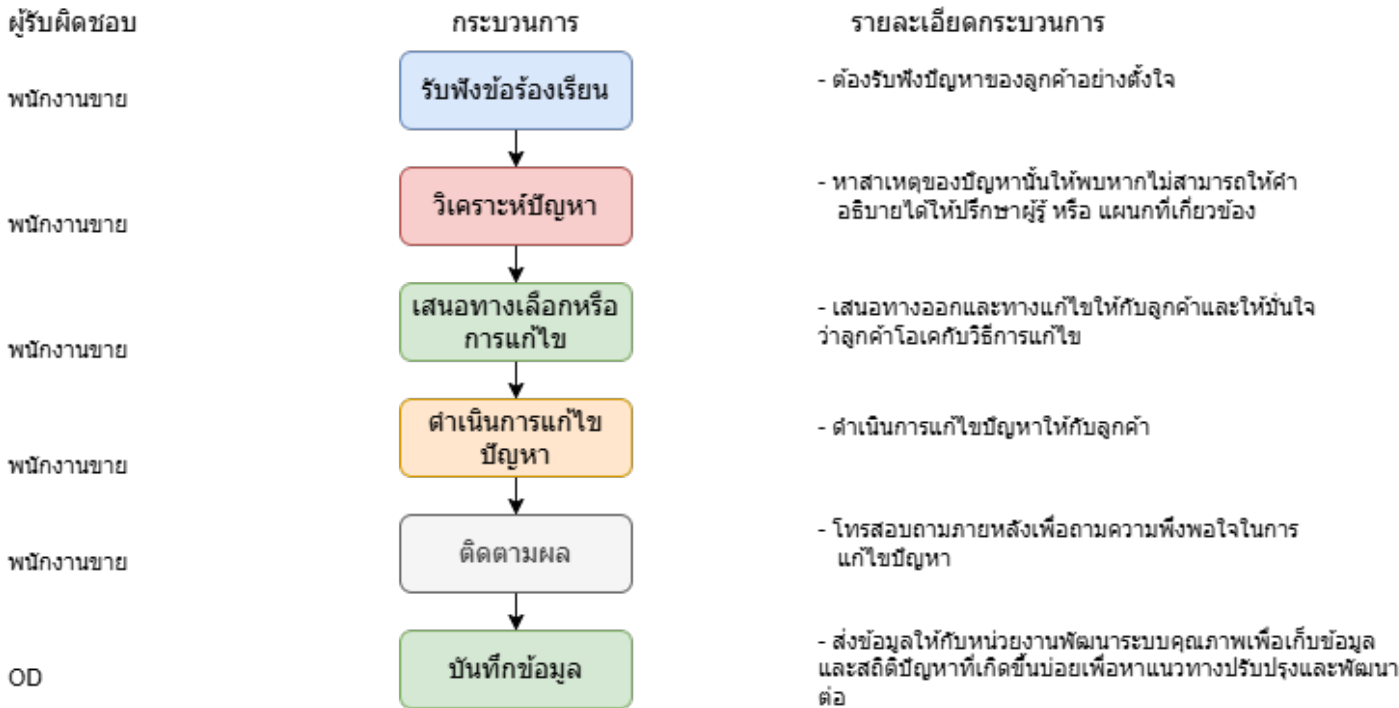 ผู้รับผิดชอบ กระบวนการ รายละเอียดกระบวนการ
พนักงานขาย
รับฟังข้อร้องเรียน
- ต้องรับฟังปัญหาของลูกค้าอย่างตั้งใจ
พนักงานขาย
วิเคราะห์ปัญหา
- หาสาเหตุของปัญหานั้นให้พบหากไม่สามารถให้คำ
อธิบายได้ให้ปรึกษาผู้รู้ หรือ แผนกที่เกี่ยวข้อง
พนักงานขาย
เสนอทางเลือกหรือ
การแก้ไข
- เสนอทางออกและทางแก้ไขให้กับลูกค้าและให้มั่นใจ
ว่าลูกค้าโอเคกับวิธีการแก้ไข
พนักงานขาย
ดำเนินการแก้ไข
ปัญหา
- ดำเนินการแก้ไขปัญหาให้กับลูกค้า
พนักงานขาย
ติดตามผล
- โทรสอบถามภายหลังเพื่อถามความพึงพอใจในการ
แก้ไขปัญหา
OD
บันทึกข้อมูล
- ส่งข้อมูลให้กับหน่วยงานพัฒนาระบบคุณภาพเพื่อเก็บข้อมูล
และสถิติปัญหาที่เกิดขึ้นบ่อยเพื่อหาแนวทางปรับปรุงและพัฒนา
ต่อ